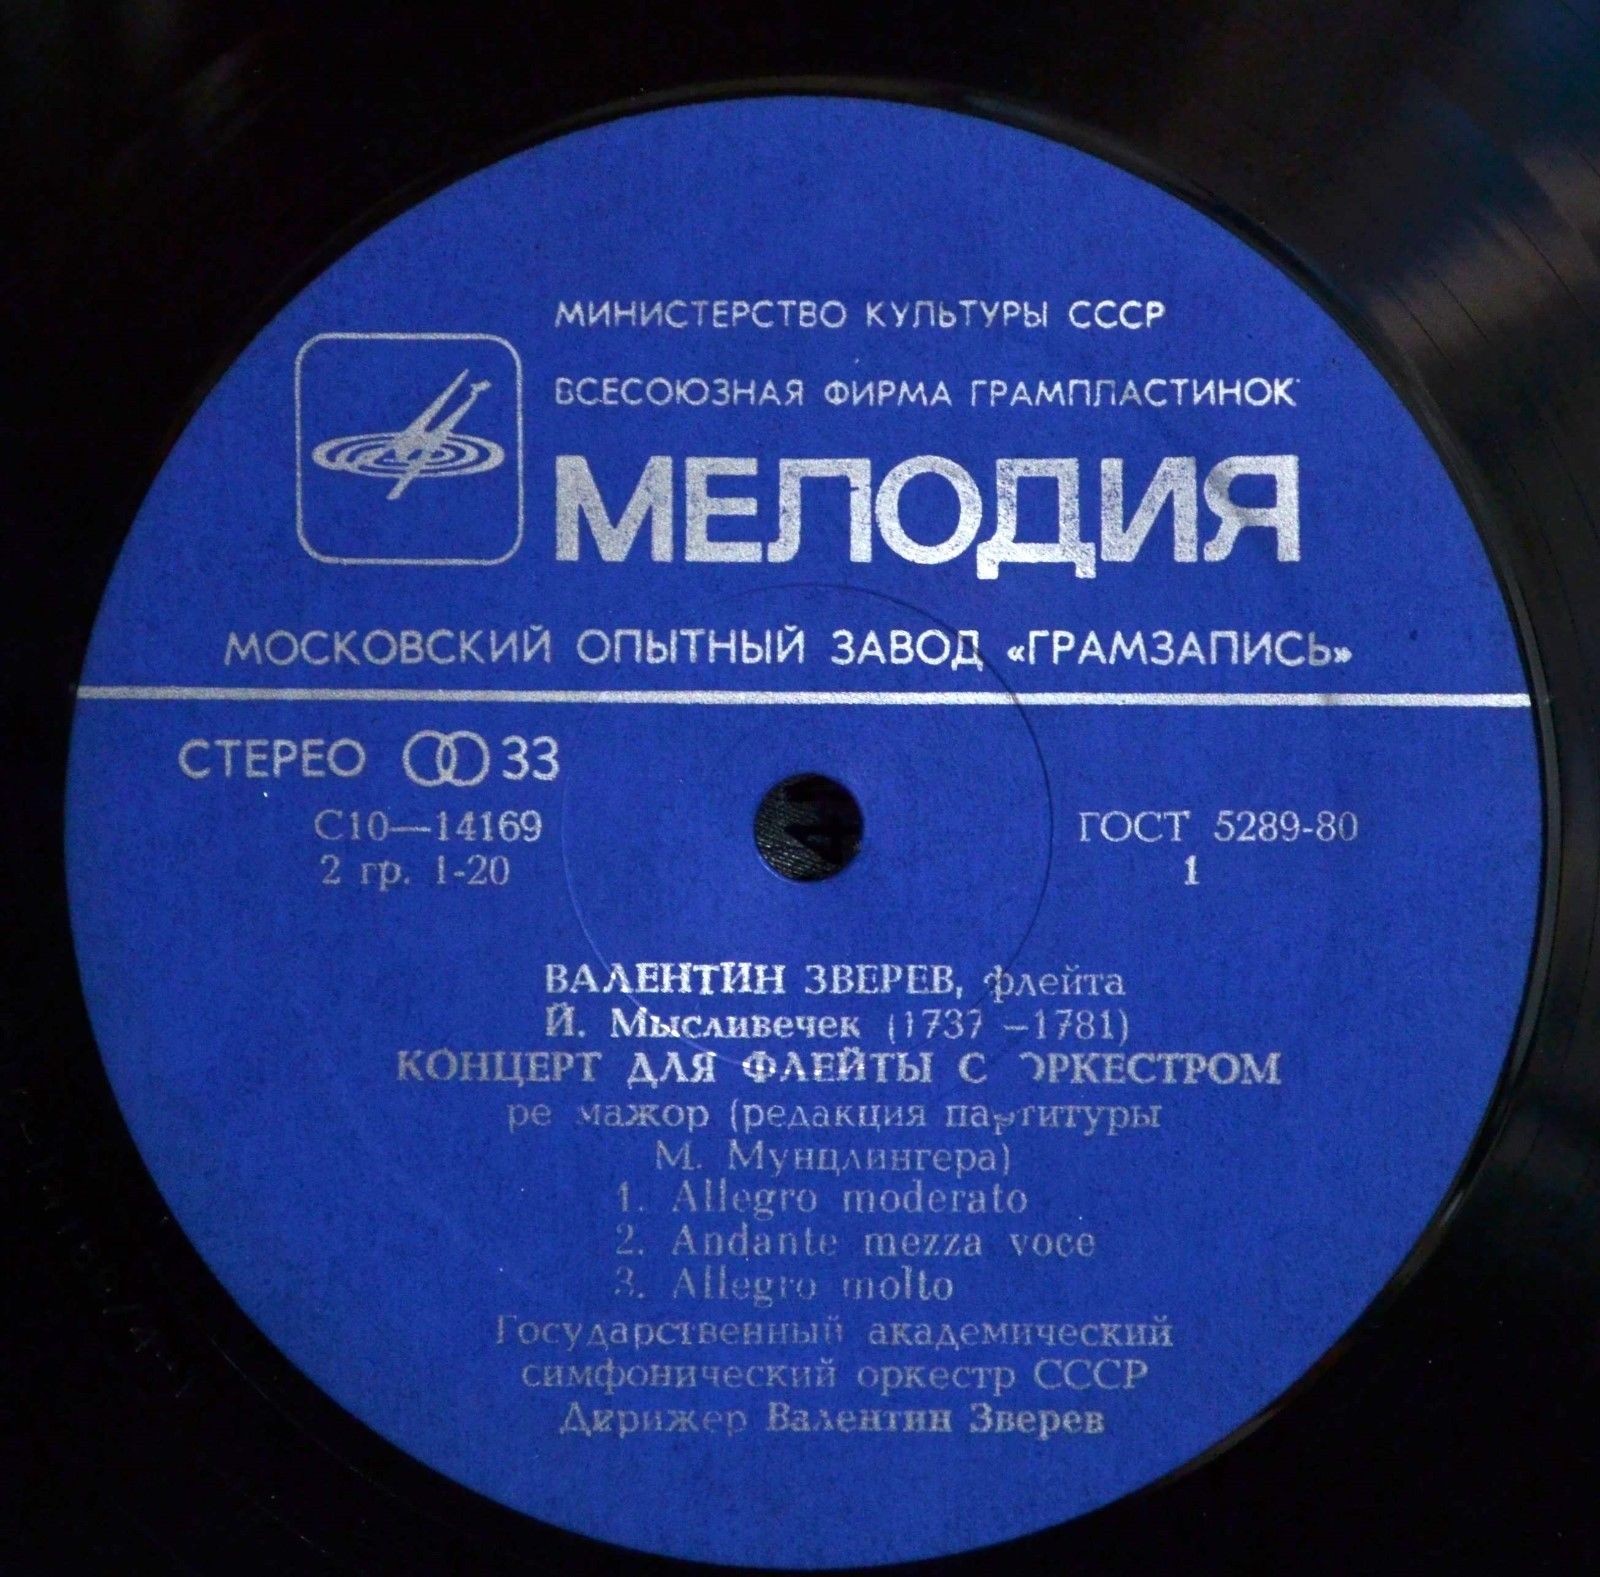 МИНИСТЕРСТВО КУЛЬТУРЫ СССР
ВСЕСОЮЗНАЯ ФИРМА ГРАМПЛАСТИНОК
МЕЛОДИЯ
МОСКОВСКИЙ ОПЫТНЫЙ ЗАВОД «ГРАМЗАПИСЬ»
СТЕРЕО 33
С10—14169
2 гр. 1-20
ГОСТ 5289-80
1
ВАЛЕНТИН ЗВЕРЕВ, флейта
Й. Мысливечек (1737–1781)
КОНЦЕРТ ДЛЯ ФЛЕЙТЫ С ОРКЕСТРОМ
ре мажор (редакция партитуры
М. Мунцлингера)
1. Allegro moderato
2. Andante mezza voce
3. Allegro molto
Государственный академический
симфонический оркестр СССР
Дирижер Валентин Зверев